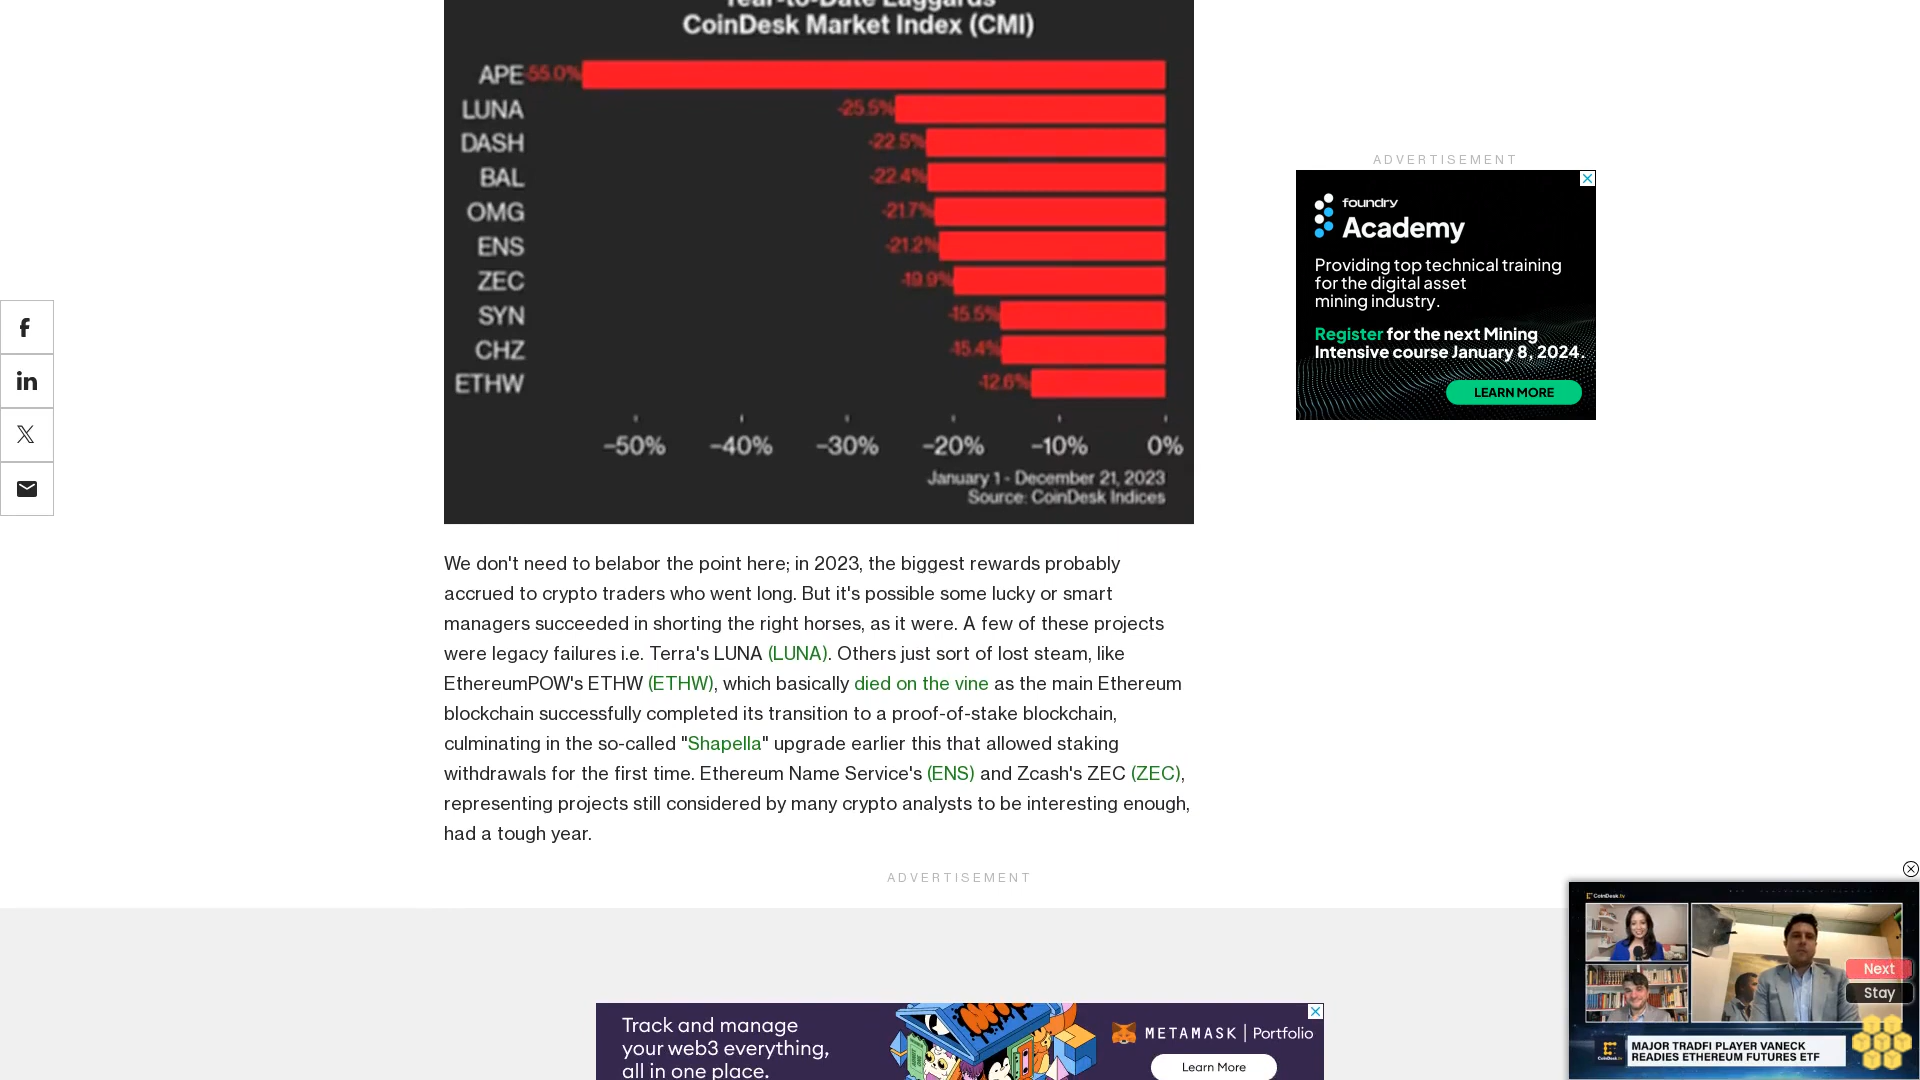 Year-to-Date Laggards
CoinDesk Market Index (CMI)
APE -55.0%
LUNA -25.5%
DASH -22.5%
BAL -22.4%
OMG -21.7%
ENS -21.2%
ZEC -19.9%
SYN -15.5%
CHZ -15.4%
ETHW -12.6%
-50% -40% -30% -20% -10% 0%
January 1 - December 21, 2023
Source: CoinDesk Indices
We don't need to belabor the point here; in 2023, the biggest rewards probably
accrued to crypto traders who went long. But it's possible some lucky or smart
managers succeeded in shorting the right horses, as it were. A few of these projects
were legacy failures i.e. Terra's LUNA (LUNA). Others just sort of lost steam, like
EthereumPOW's ETHW (ETHW), which basically died on the vine as the main Ethereum
blockchain successfully completed its transition to a proof-of-stake blockchain,
culminating in the so-called "Shapella" upgrade earlier this that allowed staking
withdrawals for the first time. Ethereum Name Service's (ENS) and Zcash's ZEC (ZEC),
representing projects still considered by many crypto analysts to be interesting enough,
had a tough year.
ADVERTISEMENT
foundry
Academy
Providing top technical training
for the digital asset
mining industry.
Register for the next Mining
Intensive course January 8, 2024.
LEARN MORE
ADVERTISEMENT
Track and manage
your web3 everything,
all in one place.
METAMASK | Portfolio
Learn More
CoinDesk.tv
Next
Stay
CoinDesk.tv
MAJOR TRADFI PLAYER VANECK
READIES ETHEREUM FUTURES ETF